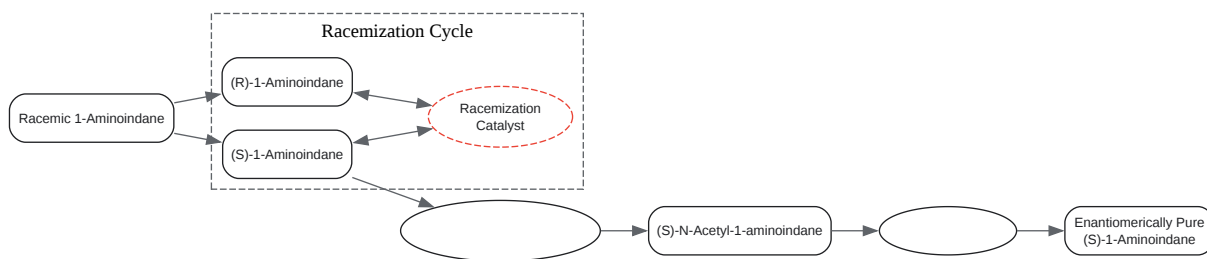 Racemization Cycle
(R)-1-Aminoindane
Racemic 1-Aminoindane
Racemization
Catalyst
(S)-1-Aminoindane
(S)-N-Acetyl-1-aminoindane
Enantiomerically Pure
(S)-1-Aminoindane